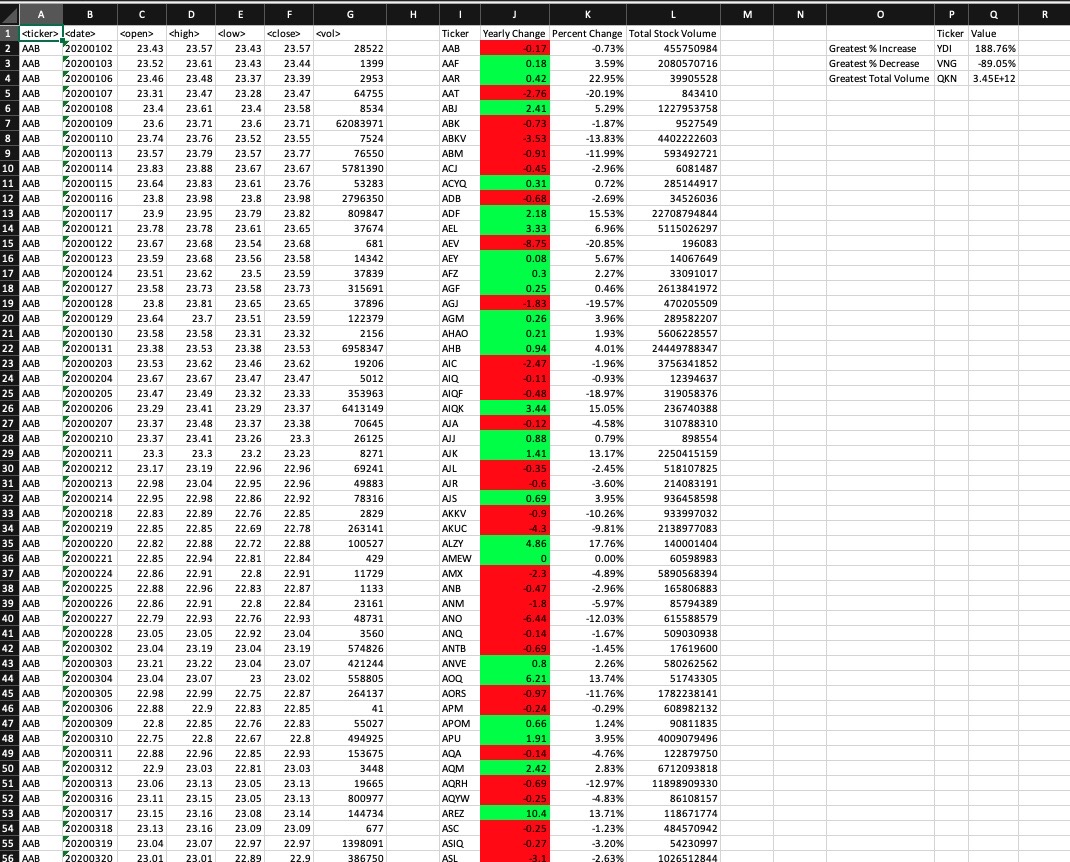 A B C D E F G H I J K L M N O P Q R
1 <ticker> <date> <open> <high> <low> <close> <vol> Ticker Yearly Change Percent Change Total Stock Volume Ticker Value
2 AAB 20200102 23.43 23.57 23.43 23.57 28522 AAB -0.17 -0.73% 455750984 Greatest % Increase YDI 188.76%
3 AAB 20200103 23.52 23.61 23.43 23.44 1399 AAF 0.18 3.59% 2080570716 Greatest % Decrease VNG -89.05%
4 AAB 20200106 23.46 23.48 23.37 23.39 2953 AAR 0.42 22.95% 39905528 Greatest Total Volume QKN 3.45E+12
5 AAB 20200107 23.31 23.47 23.28 23.47 64755 AAT -2.76 -20.19% 843410
6 AAB 20200108 23.4 23.61 23.4 23.58 8534 ABJ 2.41 5.29% 1227953758
7 AAB 20200109 23.6 23.71 23.6 23.71 62083971 ABK -0.73 -1.87% 9527549
8 AAB 20200110 23.74 23.76 23.52 23.55 7524 ABKV -3.53 -13.83% 4402222603
9 AAB 20200113 23.57 23.79 23.57 23.77 76550 ABM -0.91 -11.99% 593492721
10 AAB 20200114 23.83 23.88 23.67 23.67 5781390 ACJ -0.45 -2.96% 6081487
11 AAB 20200115 23.64 23.83 23.61 23.76 53283 ACYQ 0.31 0.72% 285144917
12 AAB 20200116 23.8 23.98 23.8 23.98 2796350 ADB -0.68 -2.69% 34526036
13 AAB 20200117 23.9 23.95 23.79 23.82 809847 ADF 2.18 15.53% 22708794844
14 AAB 20200121 23.78 23.78 23.61 23.65 37674 AEL 3.33 6.96% 5115026297
15 AAB 20200122 23.67 23.68 23.54 23.68 681 AEV -8.75 -20.85% 196083
16 AAB 20200123 23.59 23.68 23.56 23.58 14342 AEY 0.08 5.67% 14067649
17 AAB 20200124 23.51 23.62 23.5 23.59 37839 AFZ 0.3 2.27% 33091017
18 AAB 20200127 23.58 23.73 23.58 23.73 315691 AGF 0.25 0.46% 2613841972
19 AAB 20200128 23.8 23.81 23.65 23.65 37896 AGJ -1.83 -19.57% 470205509
20 AAB 20200129 23.64 23.7 23.51 23.59 122379 AGM 0.26 3.96% 289582207
21 AAB 20200130 23.58 23.58 23.31 23.32 2156 AHAO 0.21 1.93% 5606228557
22 AAB 20200131 23.38 23.53 23.38 23.53 6958347 AHB 0.94 4.01% 24449788347
23 AAB 20200203 23.53 23.62 23.46 23.62 19206 AIC -2.47 -1.96% 3756341852
24 AAB 20200204 23.67 23.67 23.47 23.47 5012 AIQ -0.11 -0.93% 12394637
25 AAB 20200205 23.47 23.49 23.32 23.33 353963 AIQF -0.48 -18.97% 319058376
26 AAB 20200206 23.29 23.41 23.29 23.37 6413149 AIQK 3.44 15.05% 236740388
27 AAB 20200207 23.37 23.48 23.37 23.38 70645 AJA -0.12 -4.58% 310788310
28 AAB 20200210 23.37 23.41 23.26 23.3 26125 AJJ 0.88 0.79% 898554
29 AAB 20200211 23.3 23.3 23.2 23.23 8271 AJK 1.41 13.17% 2250415159
30 AAB 20200212 23.17 23.19 22.96 22.96 69241 AJL -0.35 -2.45% 518107825
31 AAB 20200213 22.98 23.04 22.95 22.96 49883 AJR -0.6 -3.60% 214083191
32 AAB 20200214 22.95 22.98 22.86 22.92 78316 AJS 0.69 3.95% 936458598
33 AAB 20200218 22.83 22.89 22.76 22.85 2829 AKKV -0.9 -10.26% 933997032
34 AAB 20200219 22.85 22.85 22.69 22.78 263141 AKUC -4.3 -9.81% 2138977083
35 AAB 20200220 22.82 22.88 22.72 22.88 100527 ALZY 4.86 17.76% 140001404
36 AAB 20200221 22.85 22.94 22.81 22.84 429 AMEW 0 0.00% 60598983
37 AAB 20200224 22.86 22.91 22.8 22.91 11729 AMX -2.3 -4.89% 5890568394
38 AAB 20200225 22.88 22.96 22.83 22.87 1133 ANB -0.47 -2.96% 165806883
39 AAB 20200226 22.86 22.91 22.8 22.84 23161 ANM -1.8 -5.97% 85794389
40 AAB 20200227 22.79 22.93 22.76 22.93 48731 ANO -6.44 -12.03% 615588579
41 AAB 20200228 23.05 23.05 22.92 23.04 3560 ANQ -0.14 -1.67% 509030938
42 AAB 20200302 23.04 23.19 23.04 23.19 574826 ANTB -0.69 -1.45% 17619600
43 AAB 20200303 23.21 23.22 23.04 23.07 421244 ANVE 0.8 2.26% 580262562
44 AAB 20200304 23.04 23.07 23 23.02 558805 AOQ 6.21 13.74% 51743305
45 AAB 20200305 22.98 22.99 22.75 22.87 264137 AORS -0.97 -11.76% 1782238141
46 AAB 20200306 22.88 22.9 22.83 22.85 41 APM -0.24 -0.29% 608982132
47 AAB 20200309 22.8 22.85 22.76 22.83 55027 APOM 0.66 1.24% 90811835
48 AAB 20200310 22.75 22.8 22.67 22.8 494925 APU 1.91 3.95% 4009079496
49 AAB 20200311 22.88 22.96 22.85 22.93 153675 AQA -0.14 -4.76% 122879750
50 AAB 20200312 22.9 23.03 22.81 23.03 3448 AQM 2.42 2.83% 6712093818
51 AAB 20200313 23.06 23.13 23.05 23.13 19665 AQRH -0.69 -12.97% 11898909330
52 AAB 20200316 23.11 23.15 23.05 23.13 800977 AQYW -0.25 -4.83% 86108157
53 AAB 20200317 23.15 23.16 23.08 23.14 144734 AREZ 10.4 13.71% 118671774
54 AAB 20200318 23.13 23.16 23.09 23.09 677 ASC -0.25 -1.23% 484570942
55 AAB 20200319 23.04 23.07 22.97 22.97 1398091 ASIQ -0.27 -3.20% 54230997
56 AAB 20200320 23.01 23.01 22.89 22.9 386750 ASL -3.1 -2.63% 1026512844